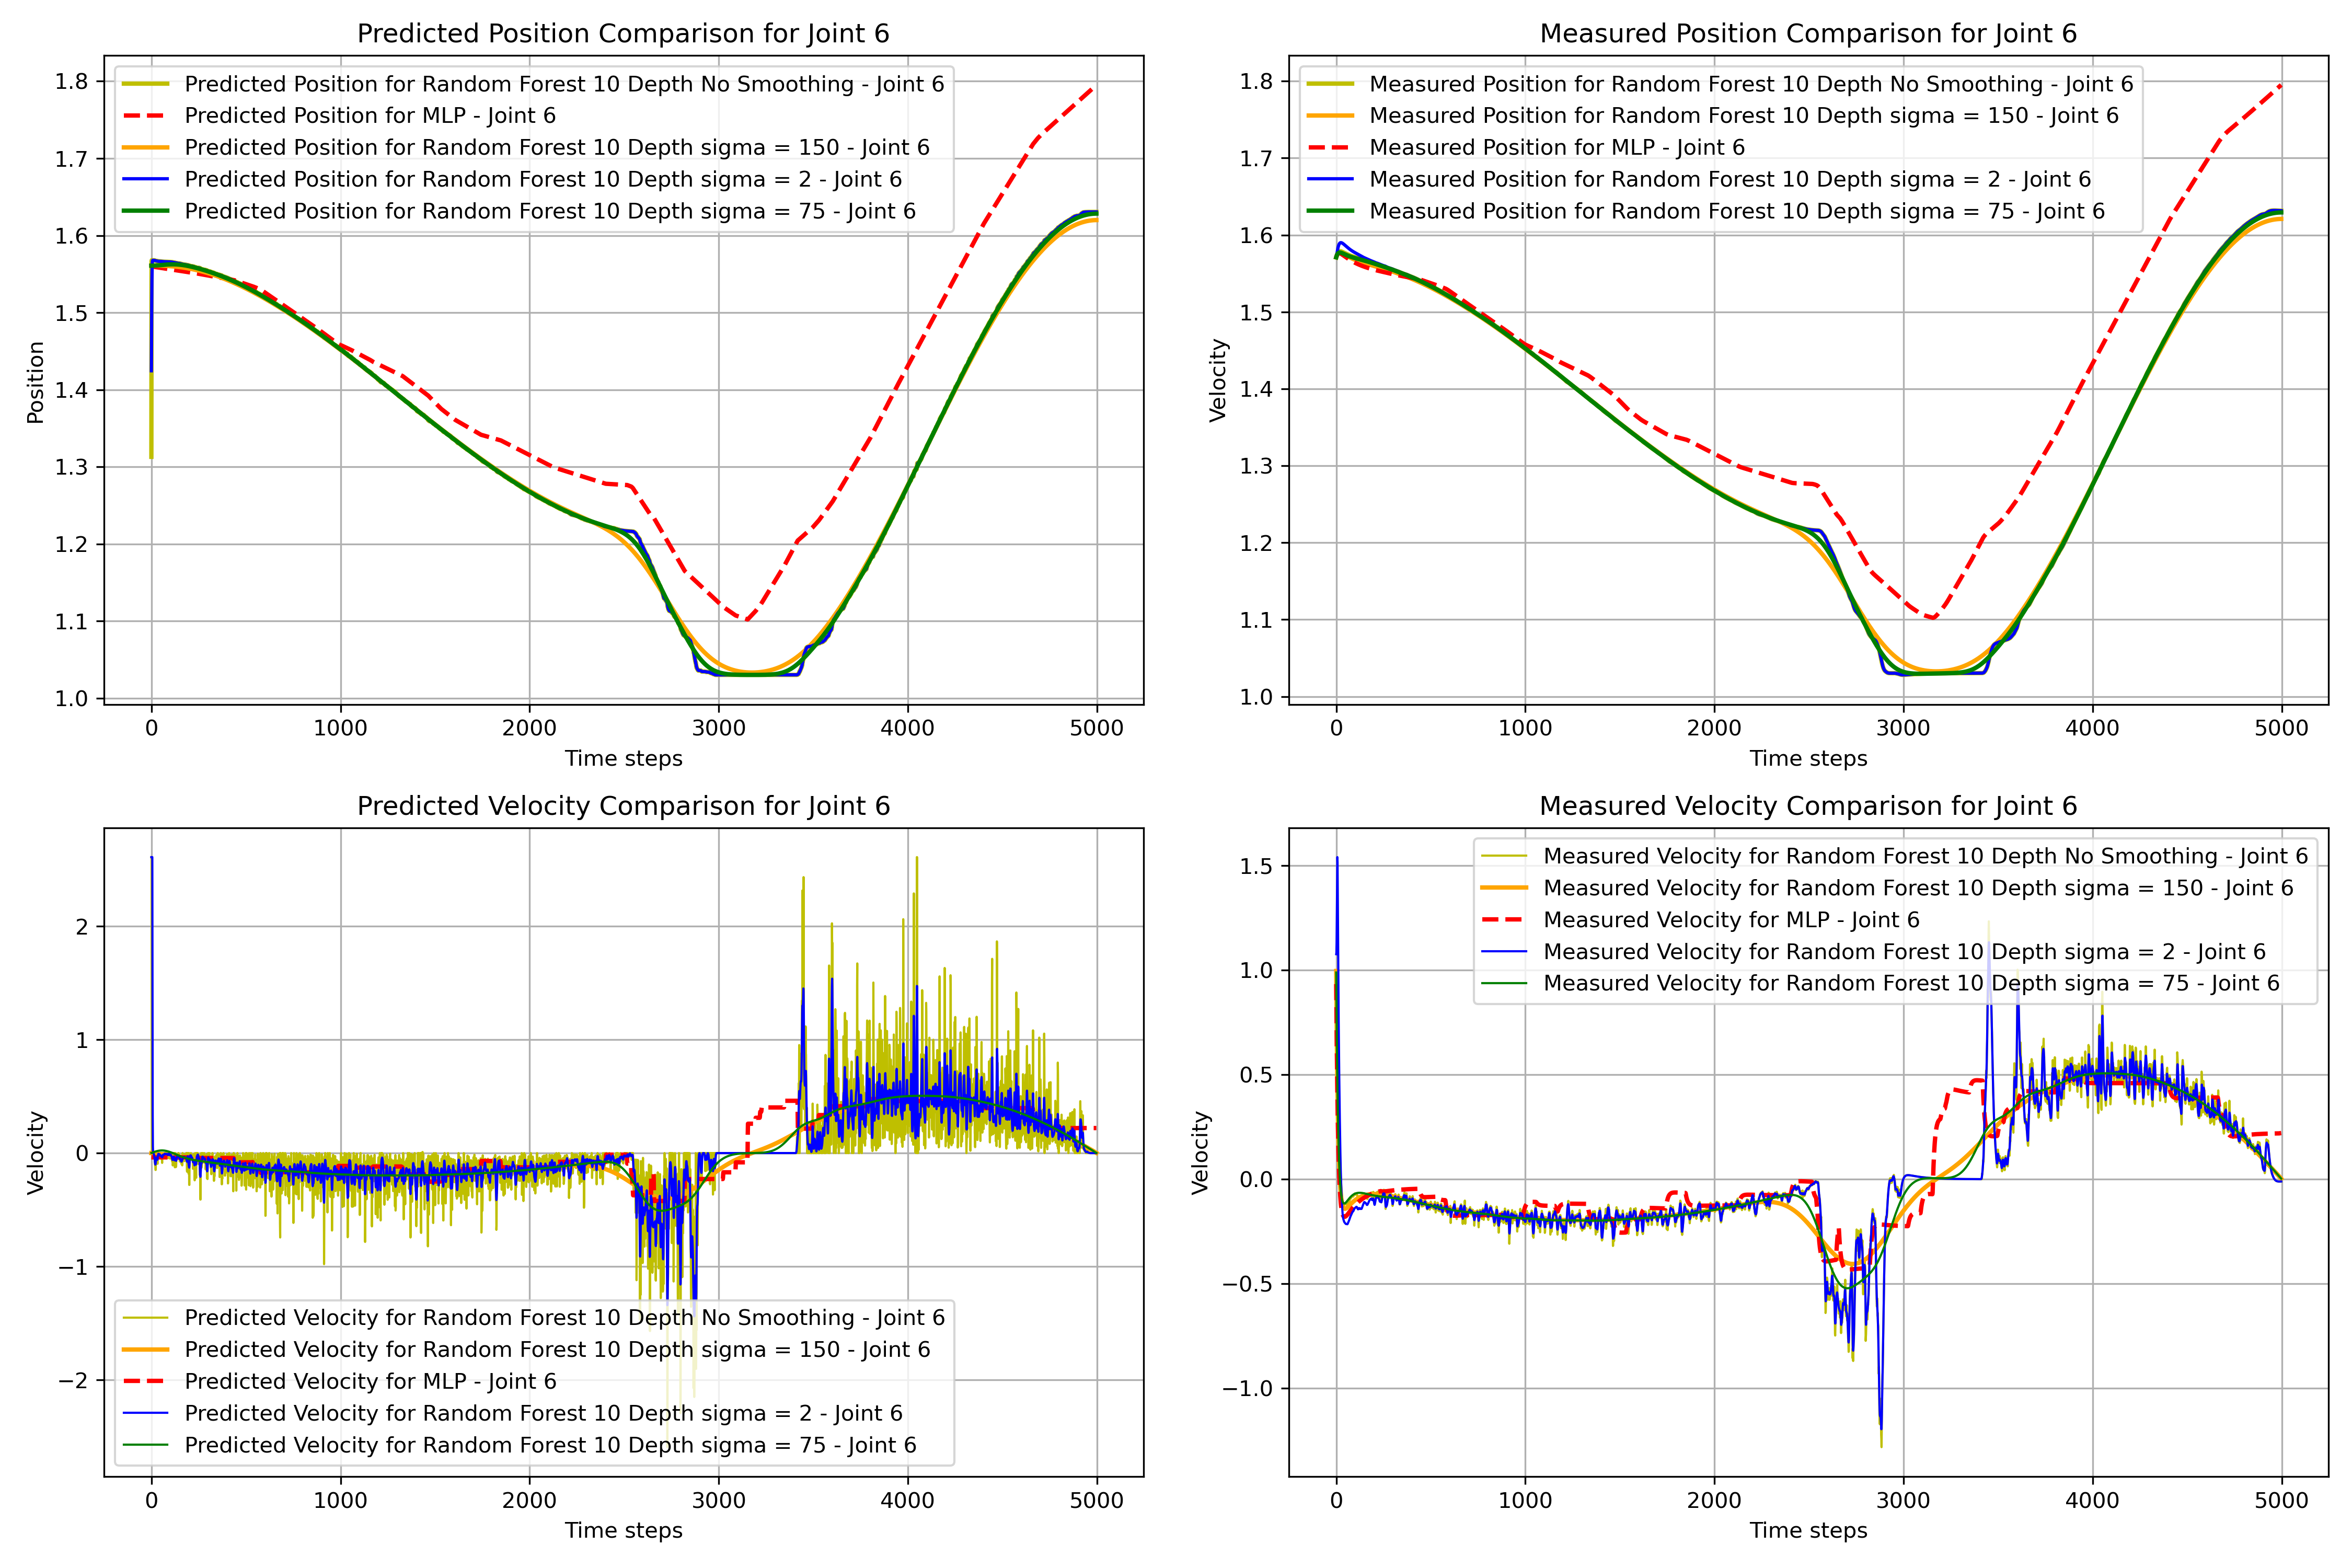 Predicted Position Comparison for Joint 6
1.8
1.7
1.6
1.5
1.4
1.3
1.2
1.1
1.0
Position
Predicted Position for Random Forest 10 Depth No Smoothing - Joint 6
Predicted Position for MLP - Joint 6
Predicted Position for Random Forest 10 Depth sigma = 150 - Joint 6
Predicted Position for Random Forest 10 Depth sigma = 2 - Joint 6
Predicted Position for Random Forest 10 Depth sigma = 75 - Joint 6
0 1000 2000 3000 4000 5000
Time steps
Measured Position Comparison for Joint 6
1.8
1.7
1.6
1.5
1.4
1.3
1.2
1.1
1.0
Velocity
Measured Position for Random Forest 10 Depth No Smoothing - Joint 6
Measured Position for Random Forest 10 Depth sigma = 150 - Joint 6
Measured Position for MLP - Joint 6
Measured Position for Random Forest 10 Depth sigma = 2 - Joint 6
Measured Position for Random Forest 10 Depth sigma = 75 - Joint 6
0 1000 2000 3000 4000 5000
Time steps
Predicted Velocity Comparison for Joint 6
2
1
0
−1
−2
Velocity
Predicted Velocity for Random Forest 10 Depth No Smoothing - Joint 6
Predicted Velocity for Random Forest 10 Depth sigma = 150 - Joint 6
Predicted Velocity for MLP - Joint 6
Predicted Velocity for Random Forest 10 Depth sigma = 2 - Joint 6
Predicted Velocity for Random Forest 10 Depth sigma = 75 - Joint 6
0 1000 2000 3000 4000 5000
Time steps
Measured Velocity Comparison for Joint 6
1.5
1.0
0.5
0.0
−0.5
−1.0
Velocity
Measured Velocity for Random Forest 10 Depth No Smoothing - Joint 6
Measured Velocity for Random Forest 10 Depth sigma = 150 - Joint 6
Measured Velocity for MLP - Joint 6
Measured Velocity for Random Forest 10 Depth sigma = 2 - Joint 6
Measured Velocity for Random Forest 10 Depth sigma = 75 - Joint 6
0 1000 2000 3000 4000 5000
Time steps